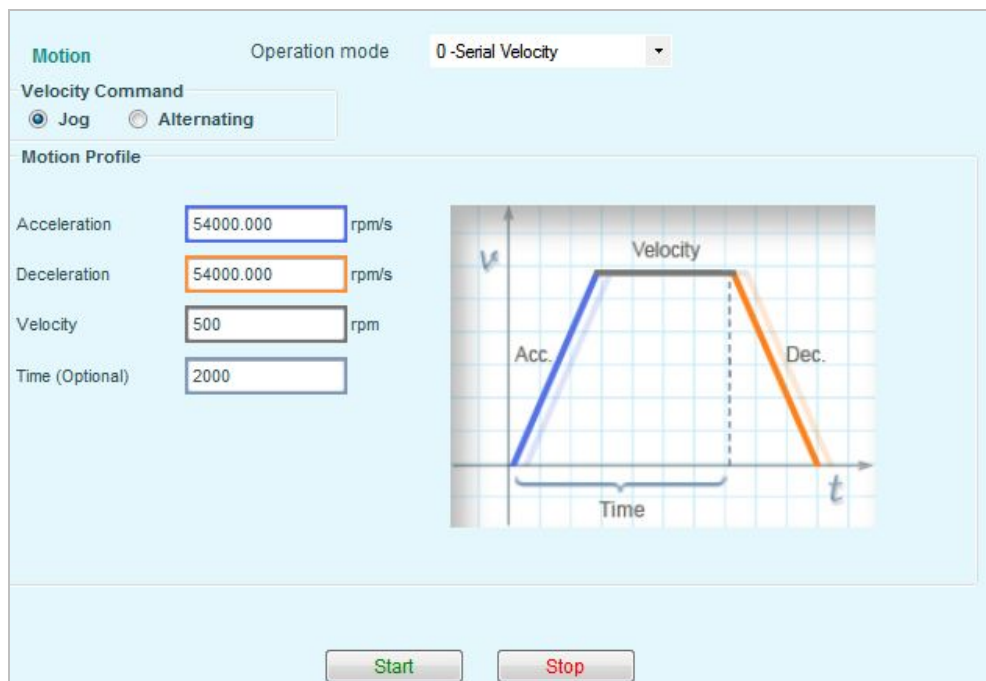 Motion
Operation mode
0 -Serial Velocity
Velocity Command
Jog
Alternating
Motion Profile
Acceleration
54000.000
rpm/s
Deceleration
54000.000
rpm/s
Velocity
500
rpm
Time (Optional)
2000
V
Velocity
Acc.
Dec.
t
Time
Start
Stop